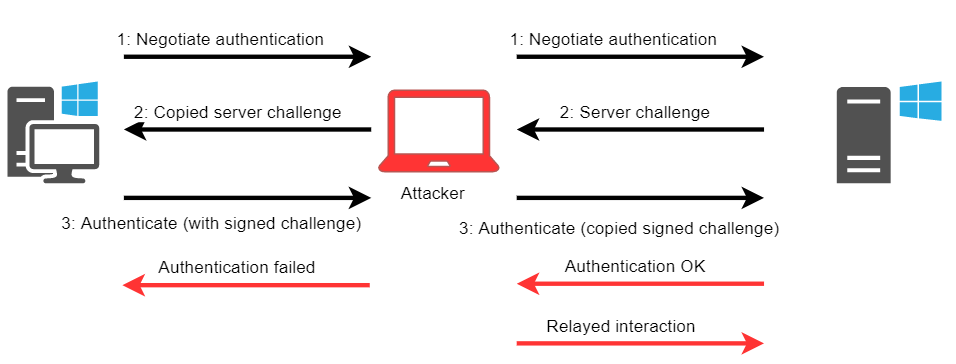 1: Negotiate authentication
1: Negotiate authentication
2: Copied server challenge
2: Server challenge
Attacker
3: Authenticate (with signed challenge)
3: Authenticate (copied signed challenge)
Authentication failed
Authentication OK
Relayed interaction